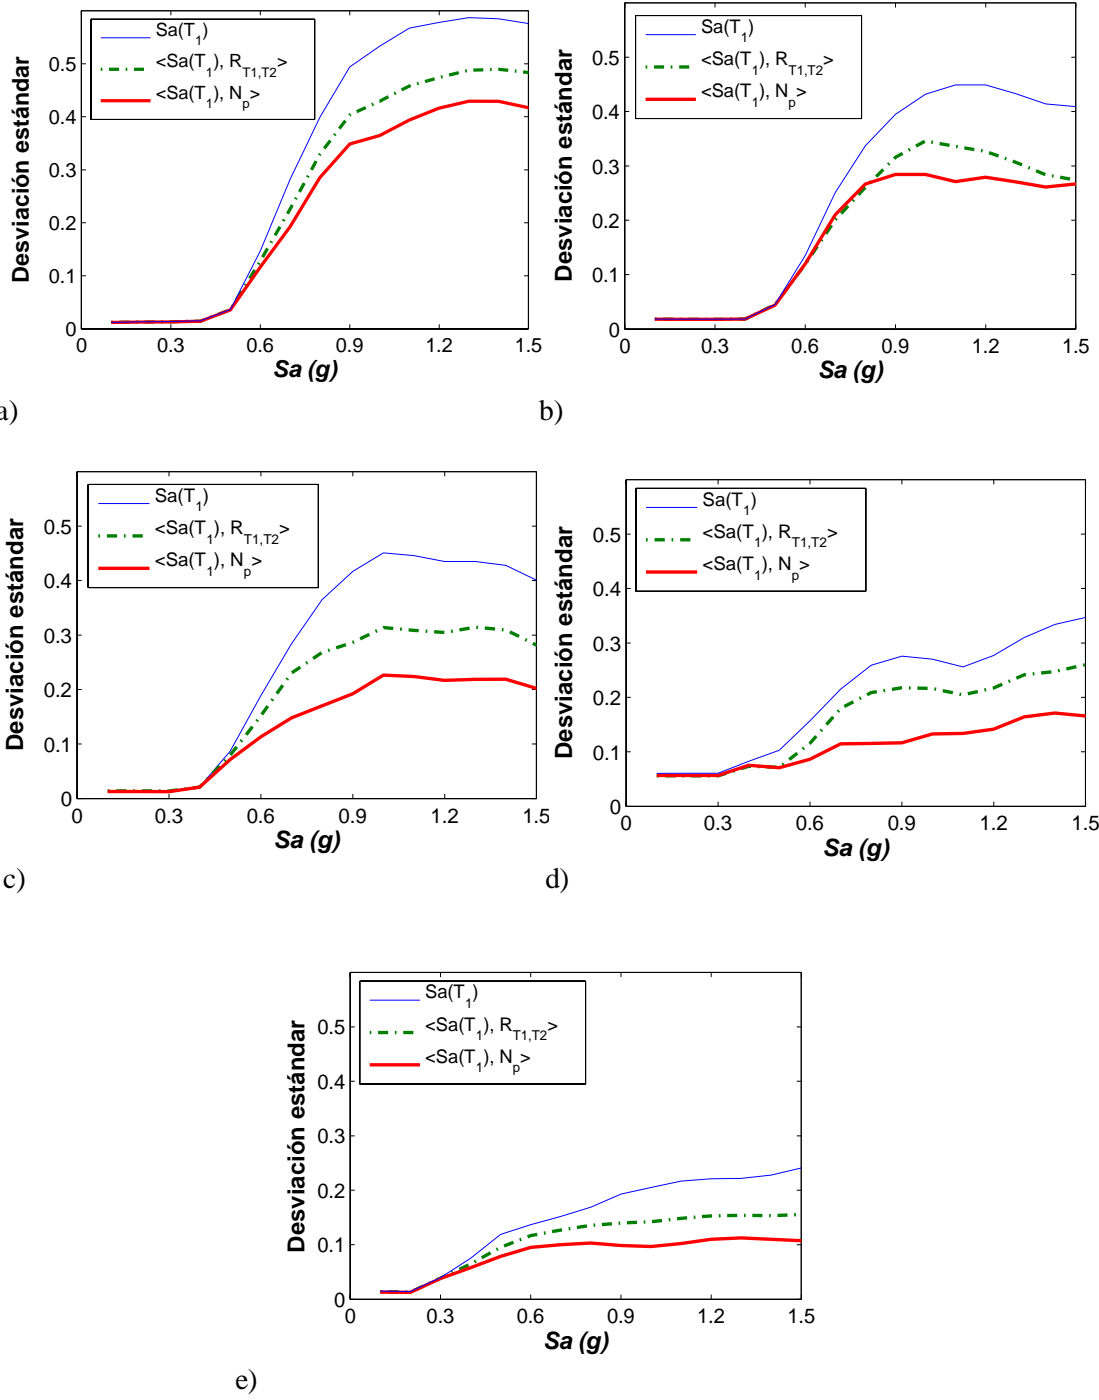 Sa(T1)
<Sa(T1), RT1,T2>
<Sa(T1), Np>
Desviación estándar
0.5
0.4
0.3
0.2
0.1
0
0 0.3 0.6 0.9 1.2 1.5
Sa (g)
a)
Sa(T1)
<Sa(T1), RT1,T2>
<Sa(T1), Np>
Desviación estándar
0.5
0.4
0.3
0.2
0.1
0
0 0.3 0.6 0.9 1.2 1.5
Sa (g)
b)
Sa(T1)
<Sa(T1), RT1,T2>
<Sa(T1), Np>
Desviación estándar
0.5
0.4
0.3
0.2
0.1
0
0 0.3 0.6 0.9 1.2 1.5
Sa (g)
c)
Sa(T1)
<Sa(T1), RT1,T2>
<Sa(T1), Np>
Desviación estándar
0.5
0.4
0.3
0.2
0.1
0
0 0.3 0.6 0.9 1.2 1.5
Sa (g)
d)
Sa(T1)
<Sa(T1), RT1,T2>
<Sa(T1), Np>
Desviación estándar
0.5
0.4
0.3
0.2
0.1
0
0 0.3 0.6 0.9 1.2 1.5
Sa (g)
e)